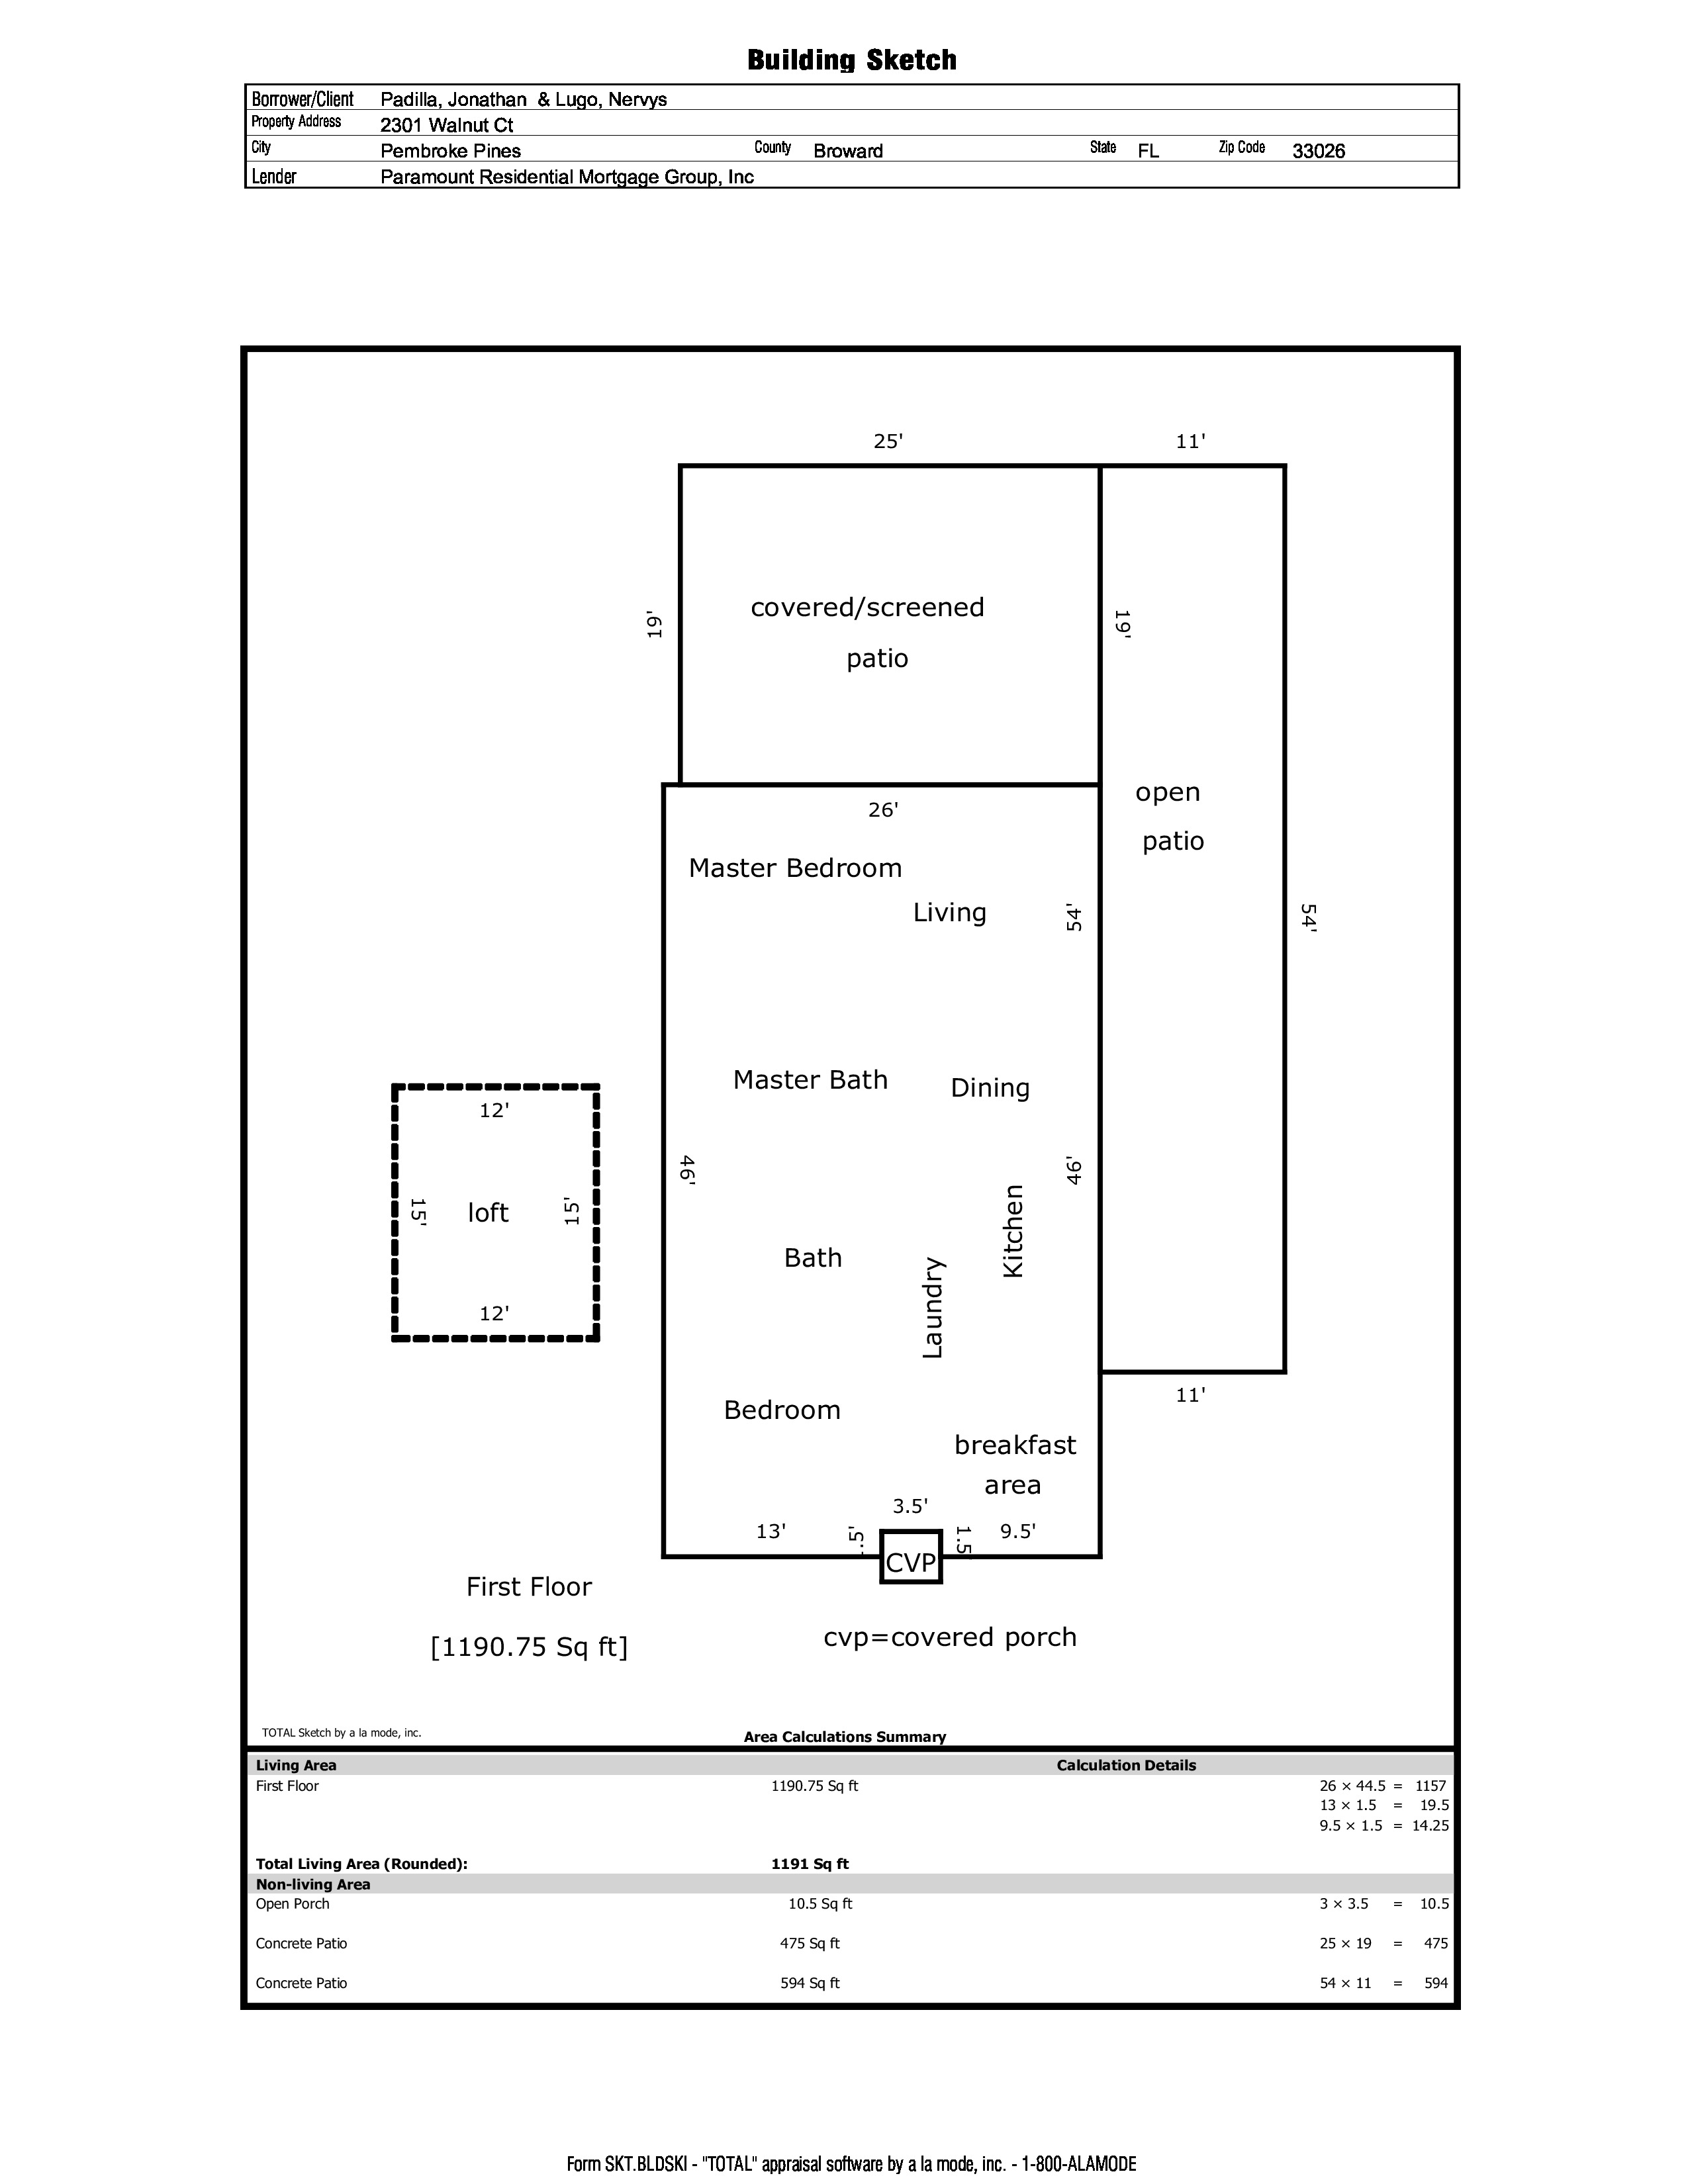 Building Sketch
Borrower/Client Padilla, Jonathan & Lugo, Nervys
Property Address 2301 Walnut Ct
City Pembroke Pines County Broward State FL Zip Code 33026
Lender Paramount Residential Mortgage Group, Inc
25' 11'
19' covered/screened 19'
patio
open
26'
patio
Master Bedroom
Living 54' 54'
Master Bath Dining
12'
46' 46'
15' loft 15' Kitchen
Bath
Laundry
12'
11'
Bedroom
breakfast
area
3.5'
13' .5' 1.5 9.5'
CVP
First Floor
cvp=covered porch
[1190.75 Sq ft]
TOTAL Sketch by a la mode, inc. Area Calculations Summary
Living Area Calculation Details
First Floor 1190.75 Sq ft 26 × 44.5 = 1157
13 × 1.5 = 19.5
9.5 × 1.5 = 14.25
Total Living Area (Rounded): 1191 Sq ft
Non-living Area
Open Porch 10.5 Sq ft 3 × 3.5 = 10.5
Concrete Patio 475 Sq ft 25 × 19 = 475
Concrete Patio 594 Sq ft 54 × 11 = 594
Form SKT.BLDSKI - "TOTAL" appraisal software by a la mode, inc. - 1-800-ALAMODE